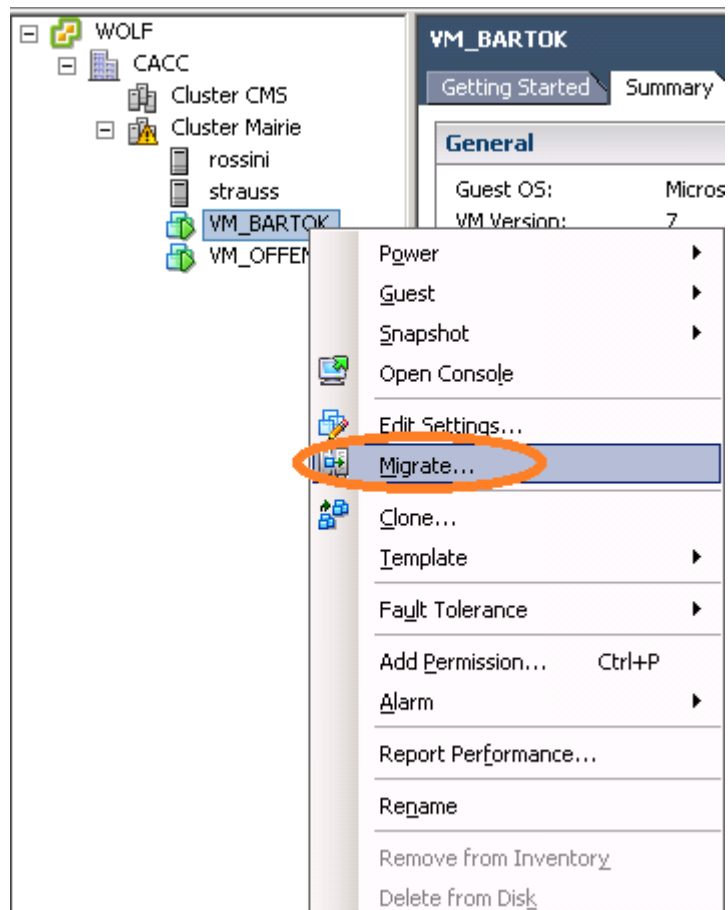 WOLF
CACC
Cluster CMS
Cluster Mairie
rossini
strauss
VM_BARTOK
VM_OFFEN
VM_BARTOK
Getting Started Summary
General
Guest OS: Micros
VM Version: 7
Power
Guest
Snapshot
Open Console
Edit Settings...
Migrate...
Clone...
Template
Fault Tolerance
Add Permission... Ctrl+P
Alarm
Report Performance...
Rename
Remove from Inventory
Delete from Disk